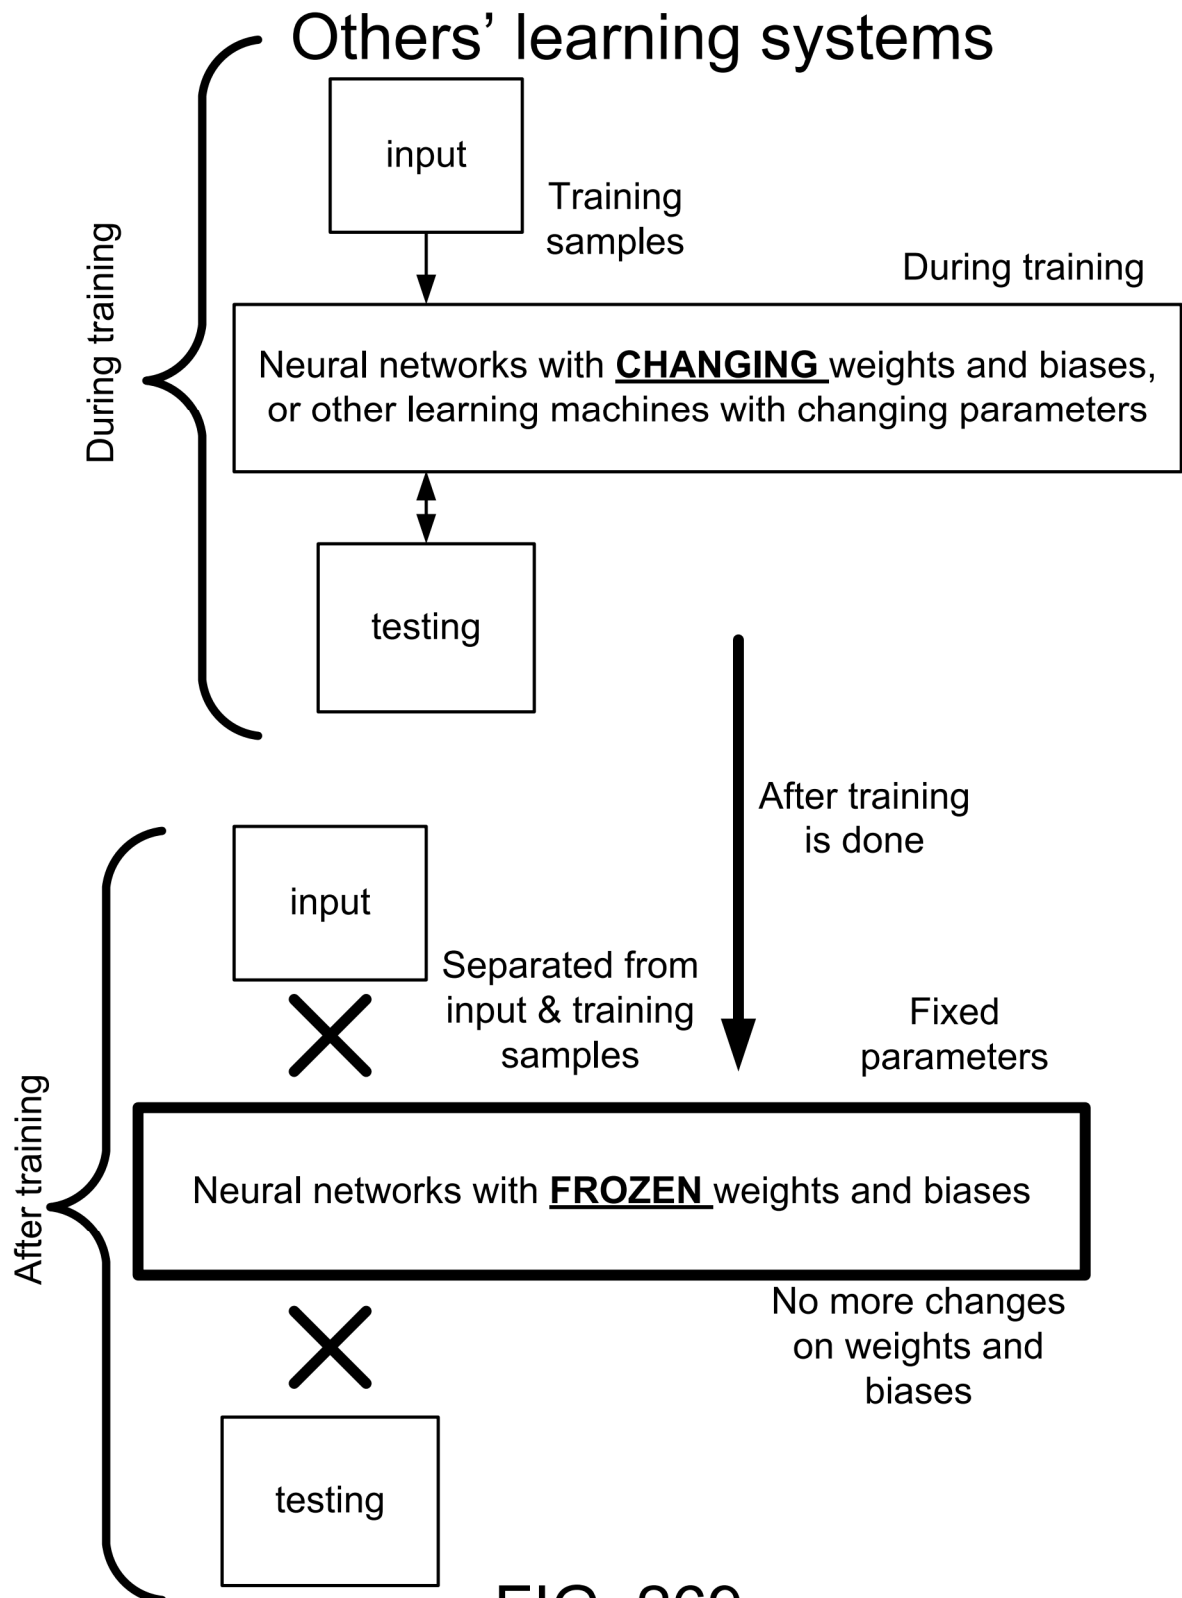 Others’ learning systems
input
Training
samples
During training
During training
Neural networks with CHANGING weights and biases,
or other learning machines with changing parameters
testing
After training
is done
input
Separated from
input & training
samples
Fixed
parameters
After training
Neural networks with FROZEN weights and biases
No more changes
on weights and
biases
testing